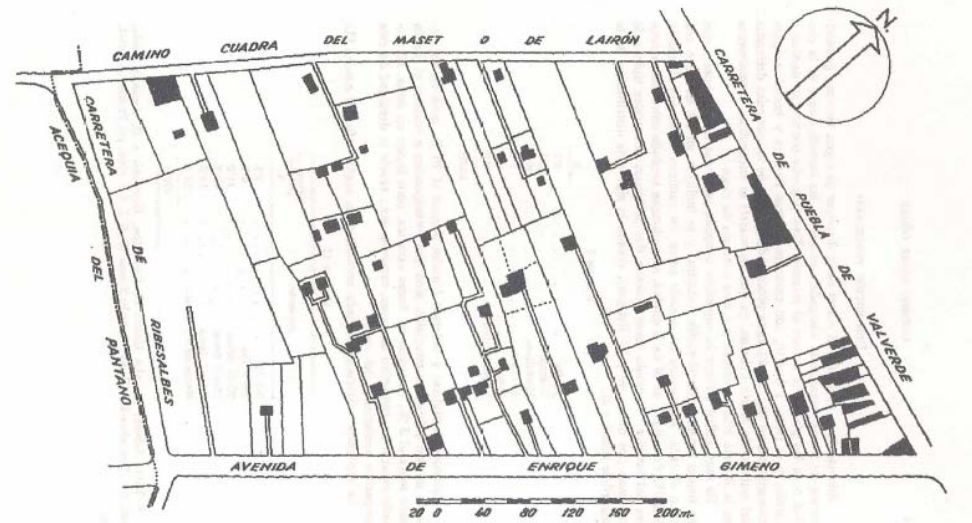 CAMINO CUADRA DEL MASET O DE LAIRÓN
N.
CARRETERA DE PUEBLA DE VALVERDE
CARRETERA DE RIBESALBES
ACEQUIA DEL PANTANO
AVENIDA DE ENRIQUE GIMENO
20 0 40 80 120 160 200 m.